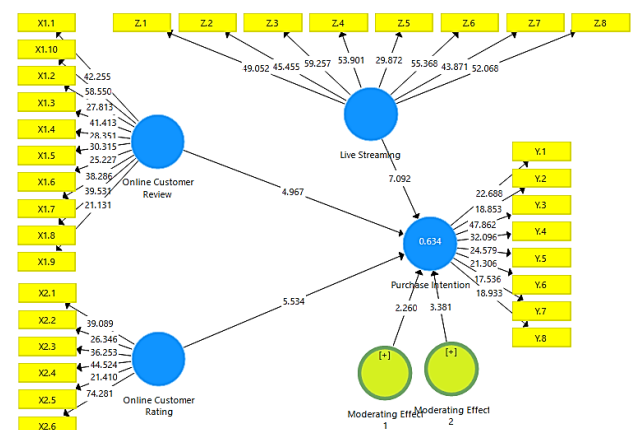 X1.1
X1.10
X1.2
X1.3
X1.4
X1.5
X1.6
X1.7
X1.8
X1.9
42.255
58.550
27.813
41.413
28.351
30.315
25.227
38.286
39.531
21.131
Online Customer
Review
Z.1
Z.2
Z.3
Z.4
Z.5
Z.6
Z.7
Z.8
49.052
45.455
59.257
53.901
29.872
55.368
43.871
52.068
Live Streaming
7.092
4.967
5.534
0.634
Purchase Intention
Y.1
Y.2
Y.3
Y.4
Y.5
Y.6
Y.7
Y.8
22.688
18.853
47.862
32.096
24.579
21.306
17.536
18.933
X2.1
X2.2
X2.3
X2.4
X2.5
X2.6
39.089
26.346
36.253
44.524
21.410
74.281
Online Customer
Rating
2.260
3.381
[+]
[+]
Moderating Effect
1
Moderating Effect
2